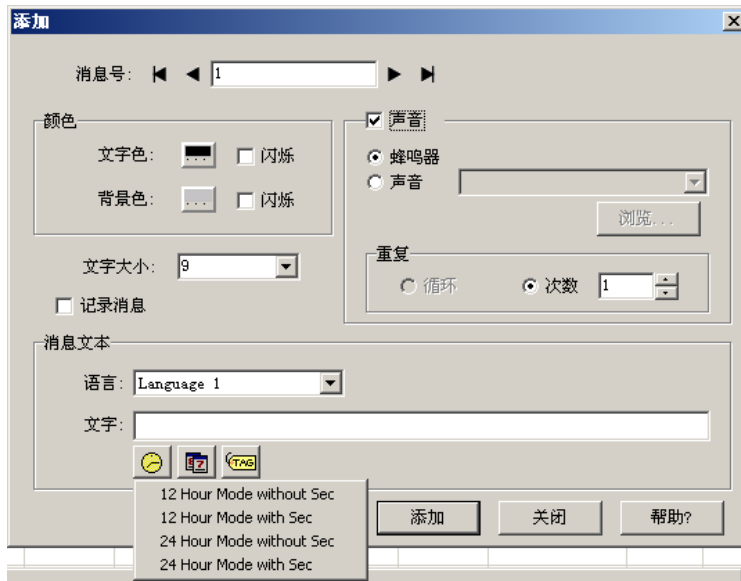 添加
消息号: 1
颜色
文字色: ... 闪烁
背景色: ... 闪烁
文字大小: 9
记录消息
声音
蜂鸣器
声音
浏览...
重复
循环 次数 1
消息文本
语言: Language 1
文字:
TAG
12 Hour Mode without Sec
12 Hour Mode with Sec
24 Hour Mode without Sec
24 Hour Mode with Sec
添加 关闭 帮助?